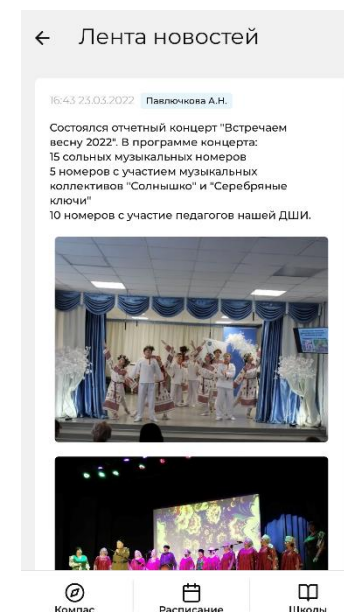 Лента новостей
16:43 23.03.2022 Павлючкова А.Н.
Состоялся отчетный концерт "Встречаем
весну 2022". В программе концерта:
15 сольных музыкальных номеров
5 номеров с участием музыкальных
коллективов "Солнышко" и "Серебряные
ключи"
10 номеров с участие педагогов нашей ДШИ.
Компас Расписание Школы